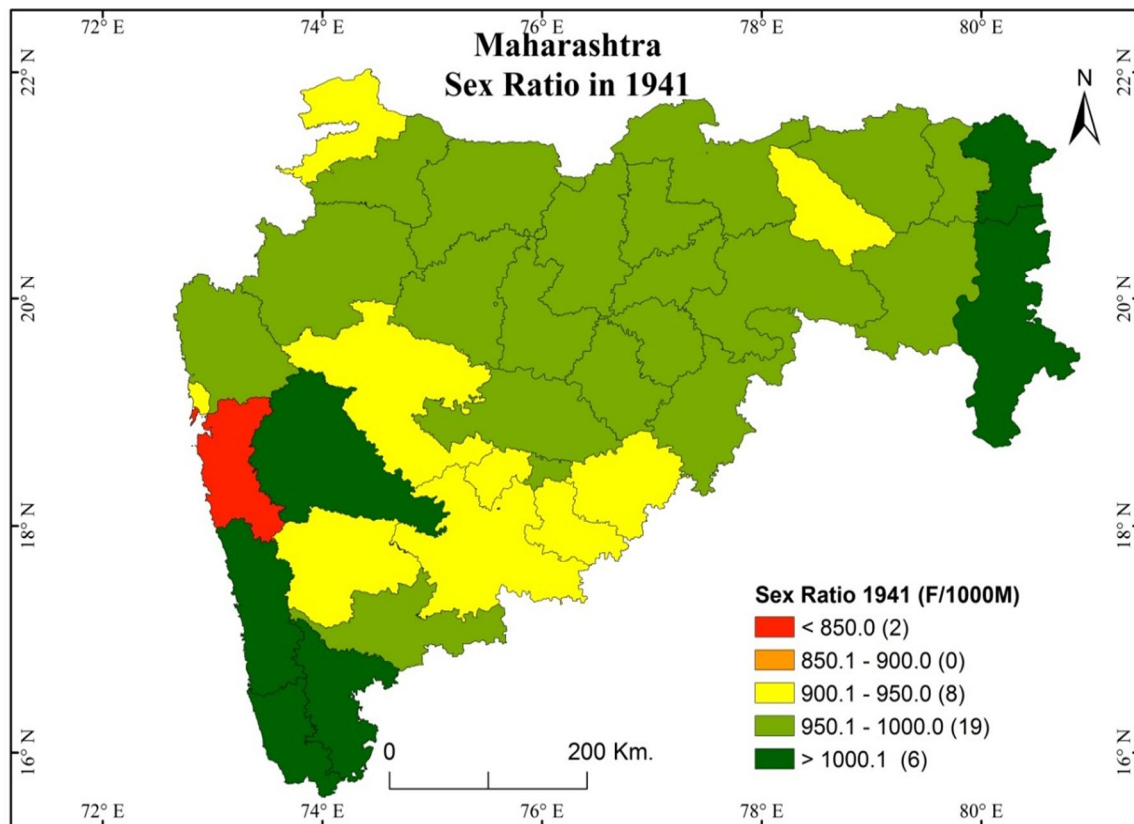 72° E 74° E 76° E 78° E 80° E
Maharashtra
Sex Ratio in 1941
N
22° N 22° N
20° N 20° N
18° N 18° N
16° N 16° N
Sex Ratio 1941 (F/1000M)
< 850.0 (2)
850.1 - 900.0 (0)
900.1 - 950.0 (8)
950.1 - 1000.0 (19)
> 1000.1 (6)
0 200 Km.
72° E 74° E 76° E 78° E 80° E